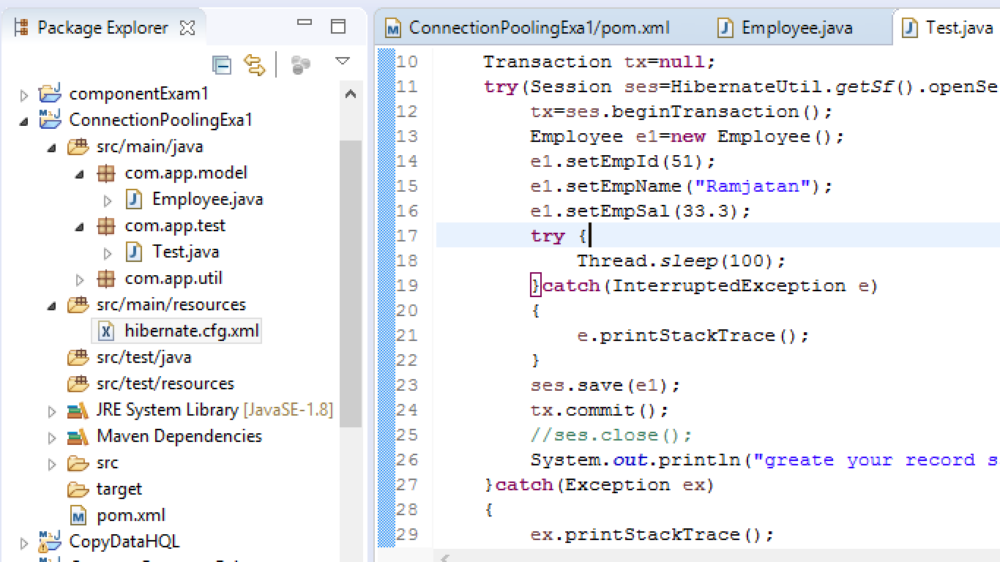 Package Explorer
componentExam1
ConnectionPoolingExa1
src/main/java
com.app.model
Employee.java
com.app.test
Test.java
com.app.util
src/main/resources
hibernate.cfg.xml
src/test/java
src/test/resources
JRE System Library [JavaSE-1.8]
Maven Dependencies
src
target
pom.xml
CopyDataHQL
ConnectionPoolingExa1/pom.xml
Employee.java
Test.java
10 Transaction tx=null;
11 try(Session ses=HibernateUtil.getSf().openSe
12 tx=ses.beginTransaction();
13 Employee e1=new Employee();
14 e1.setEmpId(51);
15 e1.setEmpName("Ramjatan");
16 e1.setEmpSal(33.3);
17 try {
18 Thread.sleep(100);
19 }catch(InterruptedException e)
20 {
21 e.printStackTrace();
22 }
23 ses.save(e1);
24 tx.commit();
25 //ses.close();
26 System.out.println("greate your record s
27 }catch(Exception ex)
28 {
29 ex.printStackTrace();